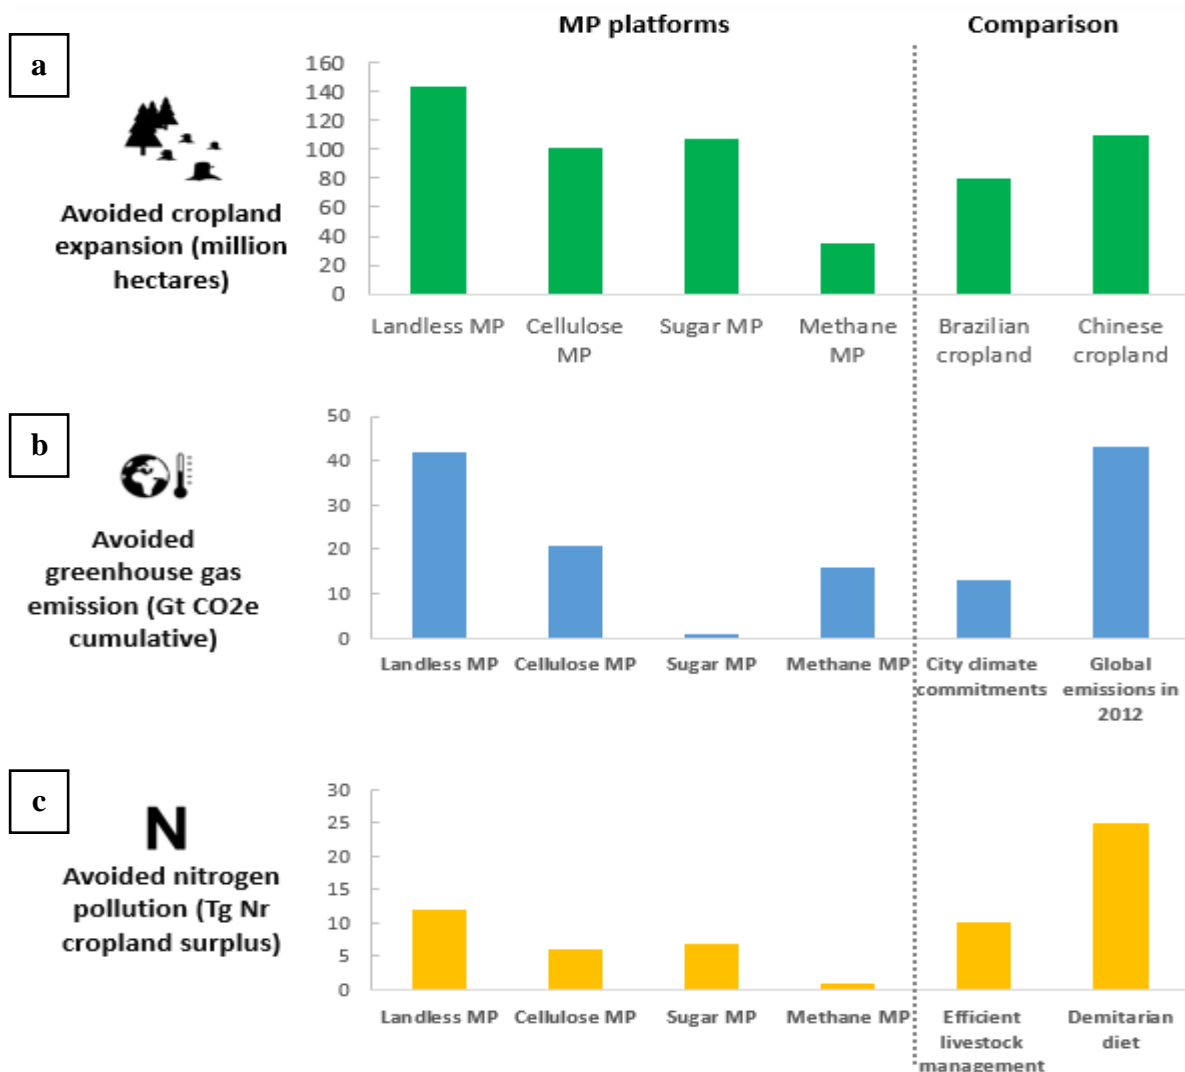 MP platforms Comparison
a
Avoided cropland
expansion (million
hectares)
160
140
120
100
80
60
40
20
0
Landless MP Cellulose MP Sugar MP Methane MP Brazilian cropland Chinese cropland
b
Avoided
greenhouse gas
emission (Gt CO2e
cumulative)
50
40
30
20
10
0
Landless MP Cellulose MP Sugar MP Methane MP City climate commitments Global emissions in 2012
c
N
Avoided nitrogen
pollution (Tg Nr
cropland surplus)
30
25
20
15
10
5
0
Landless MP Cellulose MP Sugar MP Methane MP Efficient livestock management Demitarian diet